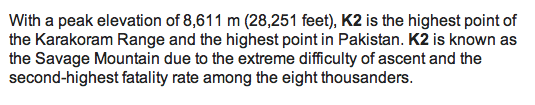 With a peak elevation of 8,611 m (28,251 feet), K2 is the highest point of
the Karakoram Range and the highest point in Pakistan. K2 is known as
the Savage Mountain due to the extreme difficulty of ascent and the
second-highest fatality rate among the eight thousanders.